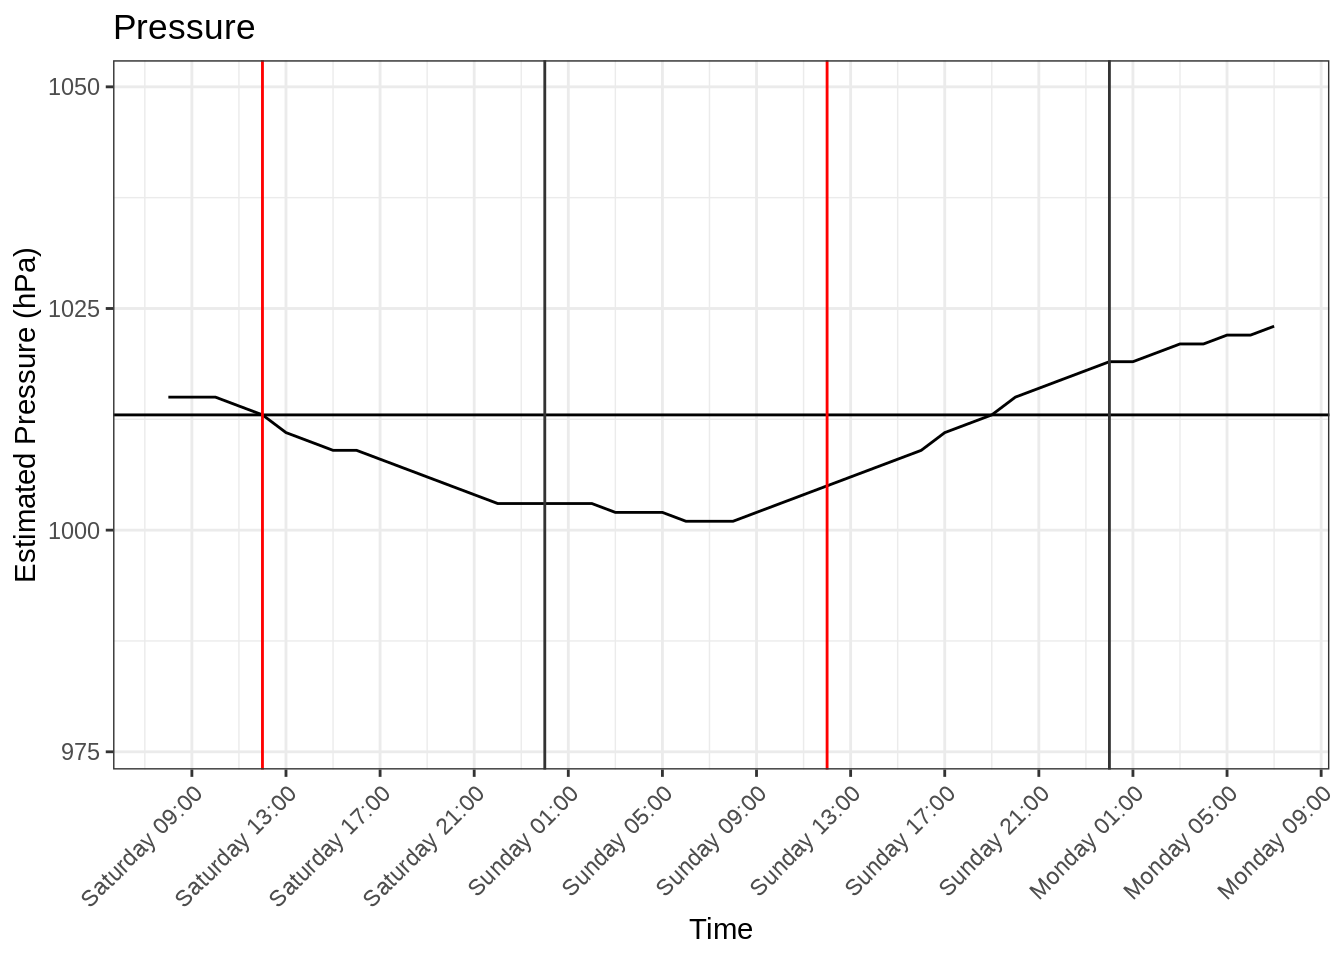 Pressure
Estimated Pressure (hPa)
1050
1025
1000
975
Saturday 09:00
Saturday 13:00
Saturday 17:00
Saturday 21:00
Sunday 01:00
Sunday 05:00
Sunday 09:00
Sunday 13:00
Sunday 17:00
Sunday 21:00
Monday 01:00
Monday 05:00
Monday 09:00
Time